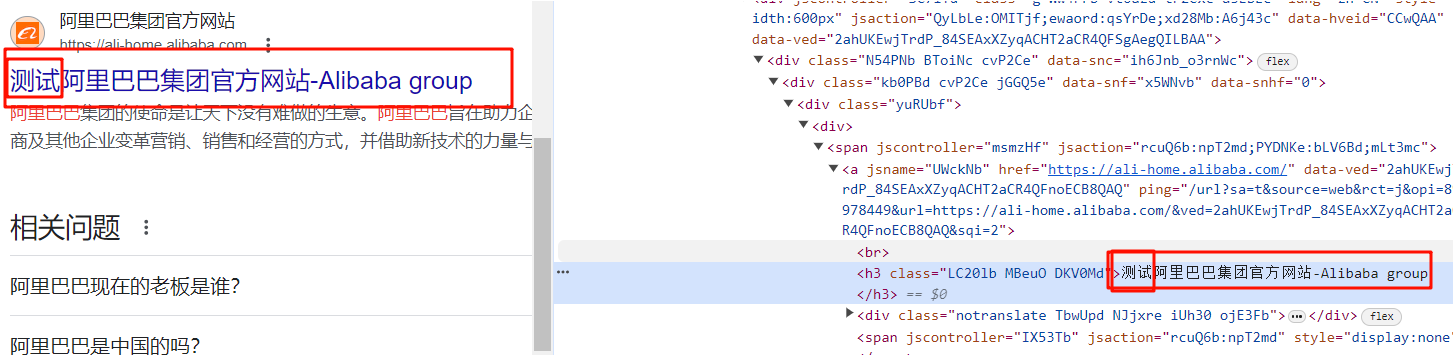 阿里巴巴集团官方网站
https://ali-home.alibaba.com
测试阿里巴巴集团官方网站-Alibaba group
阿里巴巴集团的使命是让天下没有难做的生意。阿里巴巴旨在助力企
商及其他企业变革营销、销售和经营的方式，并借助新技术的力量与
相关问题
阿里巴巴现在的老板是谁？
阿里巴巴是中国的吗？
idth:600px" jsaction="QyLbLe:OMITjf;ewaord:qsYrDe;xd28Mb:A6j43c" data-hveid="CCwQAA"
data-ved="2ahUKEwjTrdP_84SEAxXZyqACHT2aCR4QFSgAegQILBAA">
<div class="N54PNb BToiNc cvP2Ce" data-snc="ih6Jnb_o3rnWc"> flex
<div class="kb0PBd cvP2Ce jGGQ5e" data-snf="x5WNvb" data-snhf="0">
<div class="yuRUbf">
<div>
<span jscontroller="msmzHf" jsaction="rcuQ6b:npT2md;PYDNKe:bLV6Bd;mLt3mc">
<a jsname="UWckNb" href="https://ali-home.alibaba.com/" data-ved="2ahUKEwj
rdP_84SEAxXZyqACHT2aCR4QFnoECB8QAQ" ping="/url?sa=t&source=web&rct=j&opi=8
978449&url=https://ali-home.alibaba.com/&ved=2ahUKEwjTrdP_84SEAxXZyqACHT2a
R4QFnoECB8QAQ&sqi=2">
<br>
<h3 class="LC20lb MBeuO DKV0Md">测试阿里巴巴集团官方网站-Alibaba group
</h3> == $0
<div class="notranslate TbwUpd NJjxre iUh30 ojE3Fb"> ••• </div> flex
<span jscontroller="IX53Tb" jsaction="rcuQ6b:npT2md" style="display:none